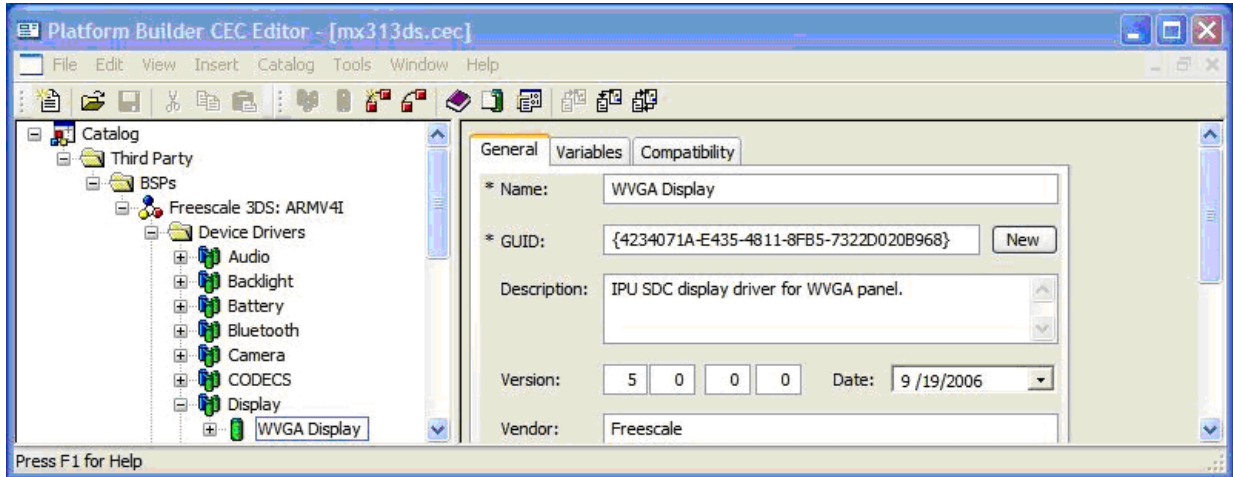 Platform Builder CEC Editor - [mx313ds.cec]
File Edit View Insert Catalog Tools Window Help
Catalog
Third Party
BSPs
Freescale 3DS: ARMV4I
Device Drivers
Audio
Backlight
Battery
Bluetooth
Camera
CODECS
Display
WVGA Display
General Variables Compatibility
* Name: WVGA Display
* GUID: {4234071A-E435-4811-8FB5-7322D020B968} New
Description: IPU SDC display driver for WVGA panel.
Version: 5 0 0 0 Date: 9 /19/2006
Vendor: Freescale
Press F1 for Help